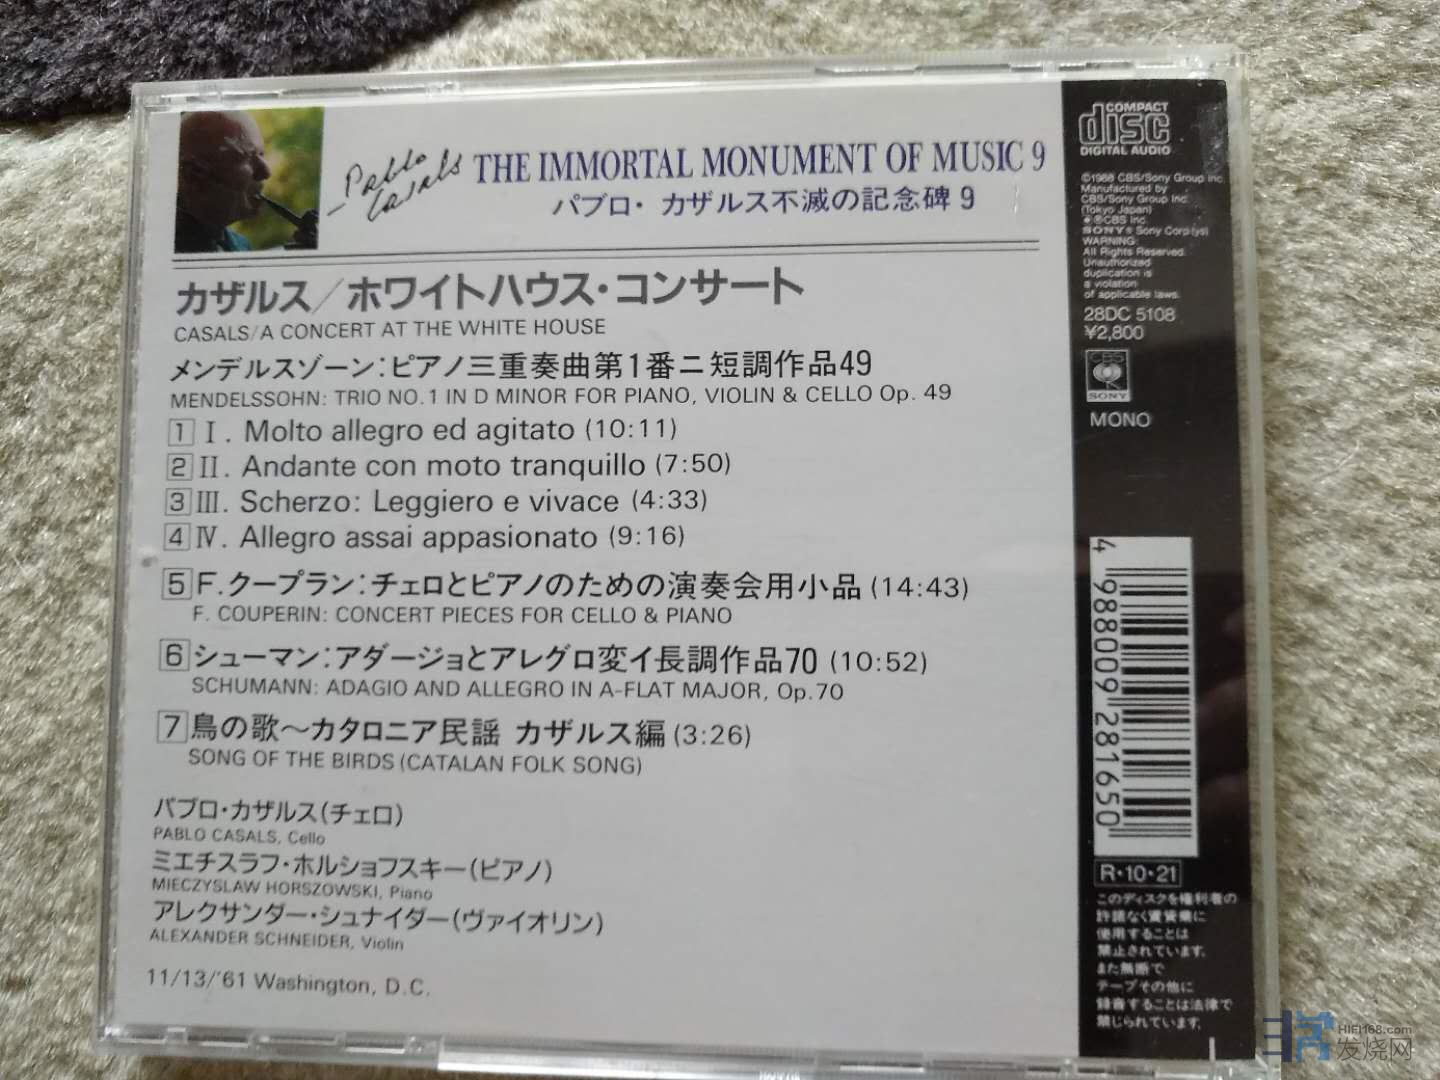 Pablo
Casals
THE IMMORTAL MONUMENT OF MUSIC 9
パブロ・カザルス不滅の記念碑 9
カザルス/ホワイトハウス・コンサート
CASALS/A CONCERT AT THE WHITE HOUSE
メンデルスゾーン:ピアノ三重奏曲第1番ニ短調作品49
MENDELSSOHN: TRIO NO. 1 IN D MINOR FOR PIANO, VIOLIN & CELLO Op. 49
1 I. Molto allegro ed agitato (10:11)
2 II. Andante con moto tranquillo (7:50)
3 III. Scherzo: Leggiero e vivace (4:33)
4 IV. Allegro assai appasionato (9:16)
5 F.クープラン:チェロとピアノのための演奏会用小品 (14:43)
F. COUPERIN: CONCERT PIECES FOR CELLO & PIANO
6 シューマン:アダージョとアレグロ変イ長調作品70 (10:52)
SCHUMANN: ADAGIO AND ALLEGRO IN A-FLAT MAJOR, Op.70
7 鳥の歌〜カタロニア民謡 カザルス編 (3:26)
SONG OF THE BIRDS (CATALAN FOLK SONG)
パブロ・カザルス(チェロ)
PABLO CASALS, Cello
ミエチスラフ・ホルショフスキー(ピアノ)
MIECZYSLAW HORSZOWSKI, Piano
アレクサンダー・シュナイダー(ヴァイオリン)
ALEXANDER SCHNEIDER, Violin
11/13/'61 Washington, D.C.
COMPACT
disc
DIGITAL AUDIO
©1988 CBS/Sony Group Inc.
Manufactured by
CBS/Sony Group Inc.
(Tokyo Japan)
®CBS Inc.
SONY® Sony Corp(ys)
WARNING:
All Rights Reserved.
Unauthorized
duplication is
a violation
of applicable laws.
28DC 5108
¥2,800
CBS
SONY
MONO
4 988009 281650
R・10・21
このディスクを権利者の
許諾なく賃貸業に
使用することは
禁止されています。
また無断で
テープその他に
録音することは法律で
禁じられています。
HIFI168.com
发烧网